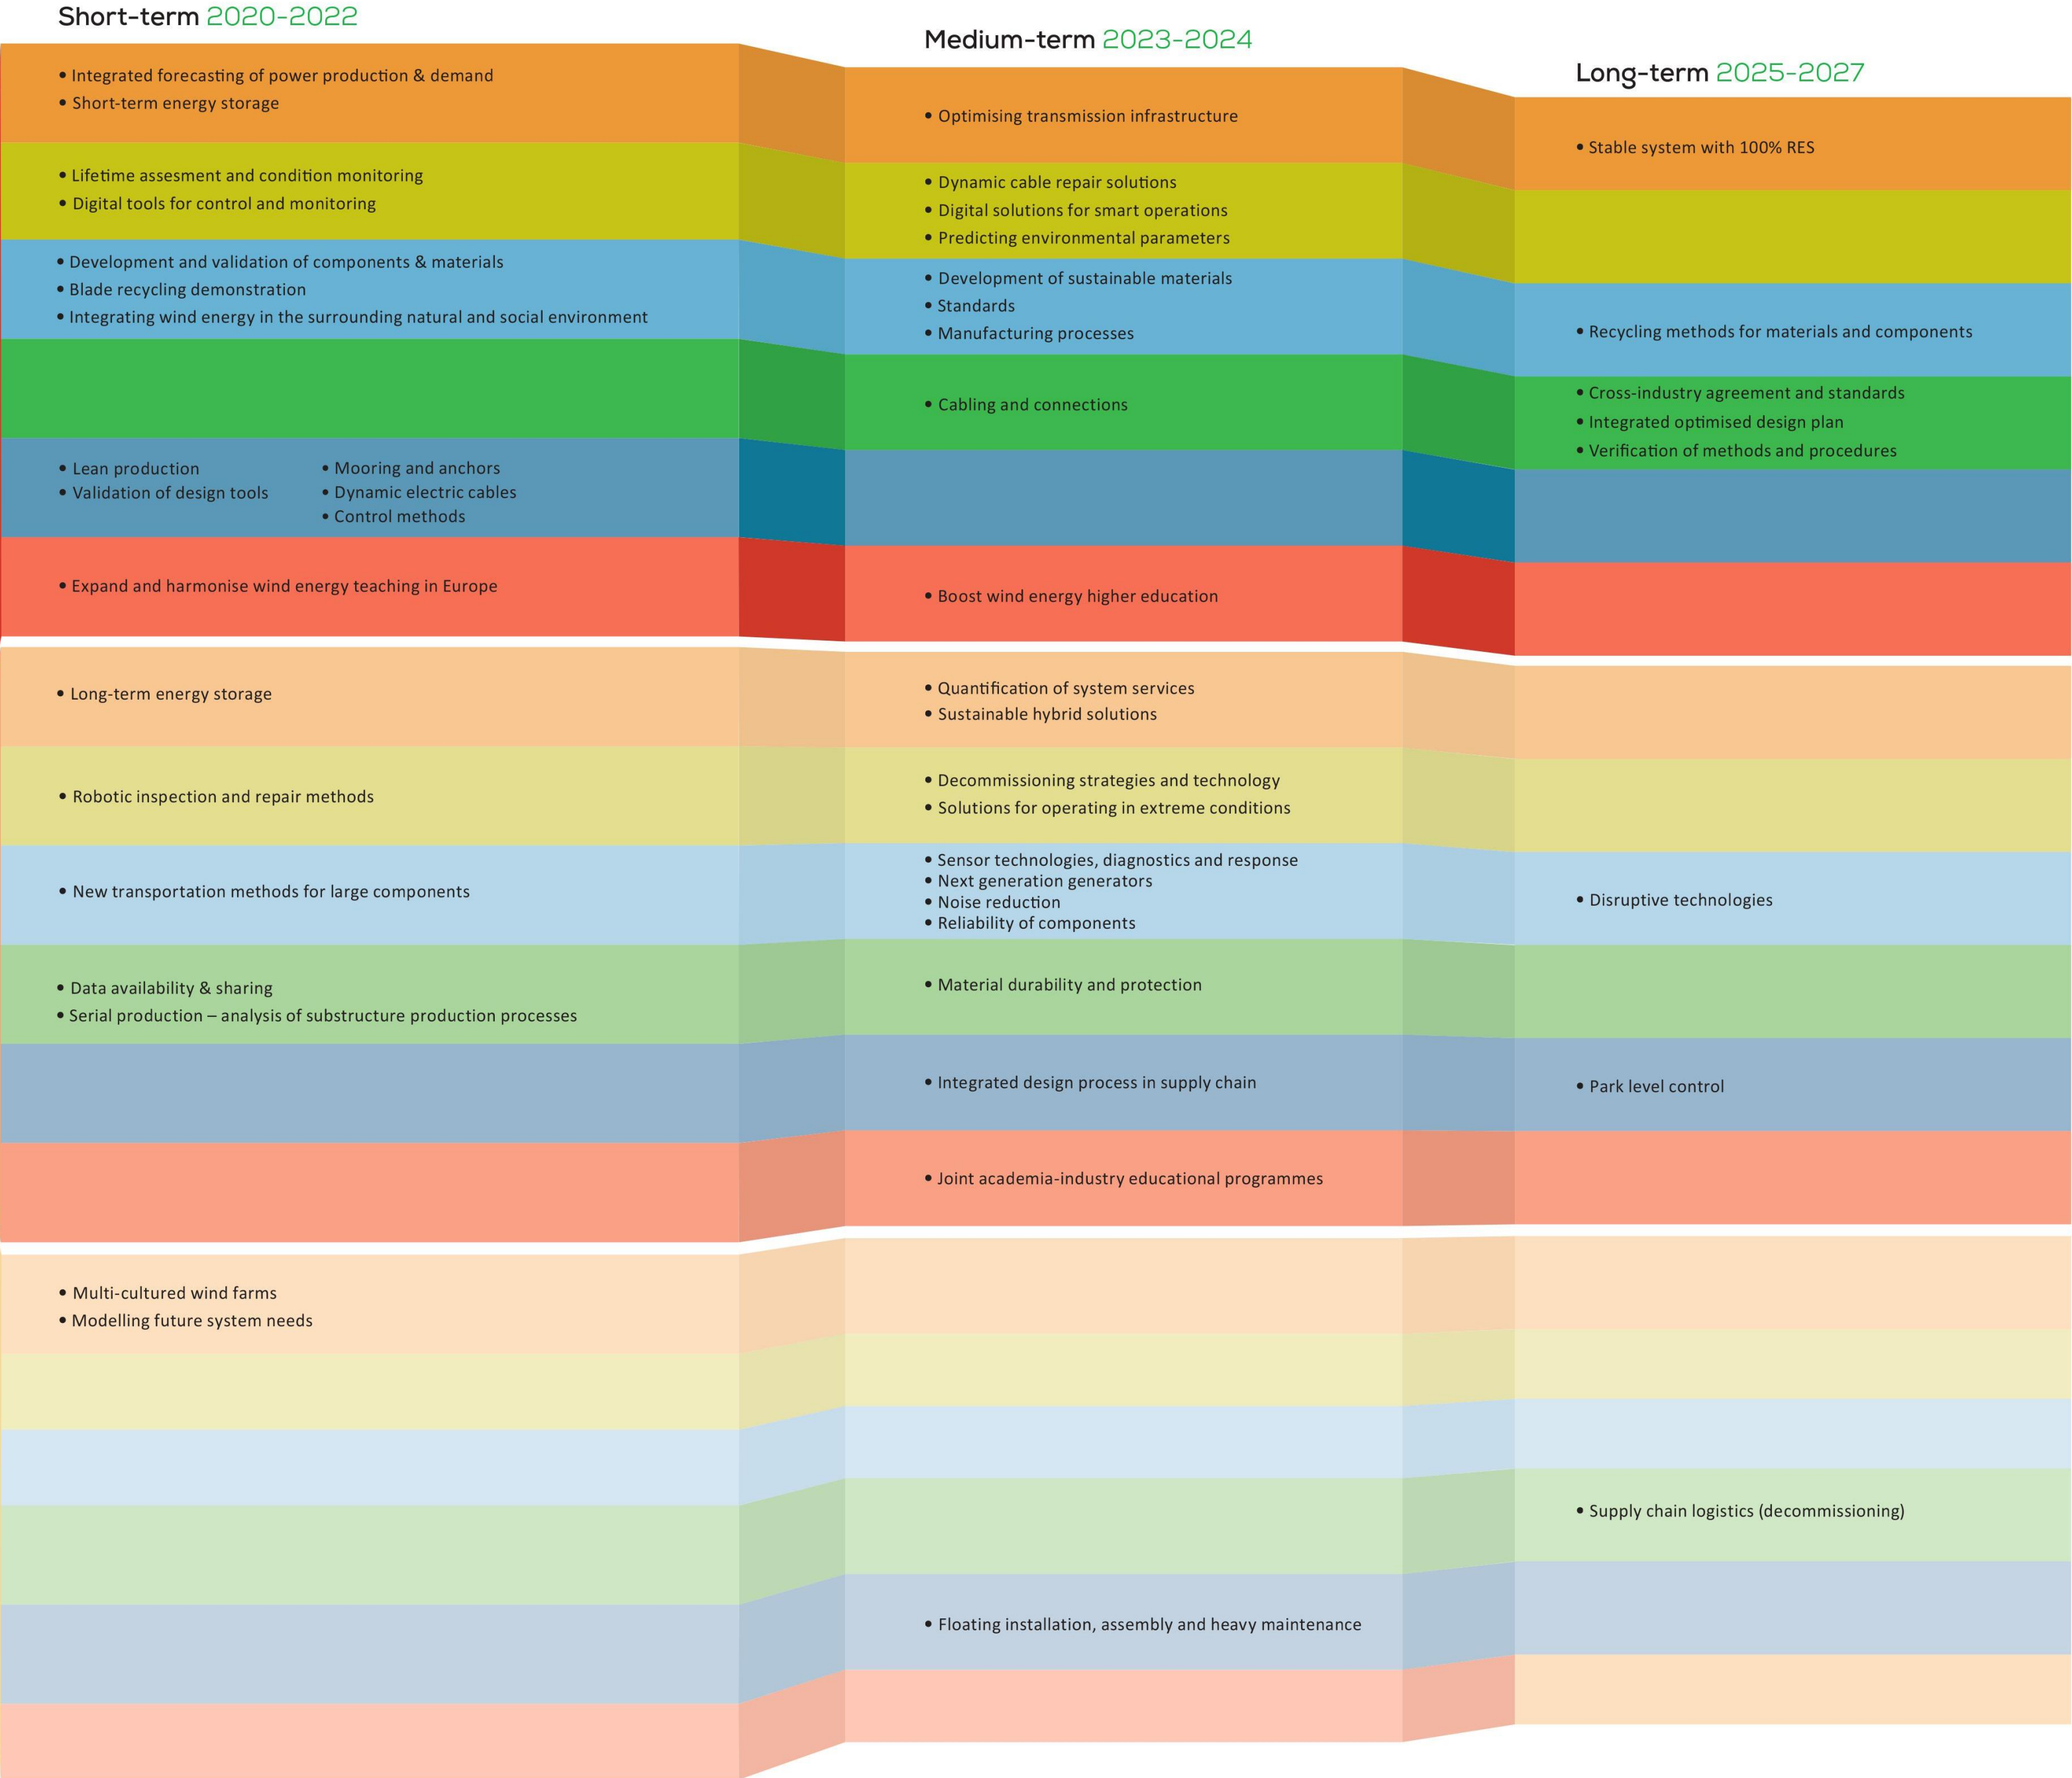 Short-term 2020-2022
• Integrated forecasting of power production & demand
• Short-term energy storage
• Lifetime assesment and condition monitoring
• Digital tools for control and monitoring
• Development and validation of components & materials
• Blade recycling demonstration
• Integrating wind energy in the surrounding natural and social environment
• Lean production
• Validation of design tools
• Mooring and anchors
• Dynamic electric cables
• Control methods
• Expand and harmonise wind energy teaching in Europe
• Long-term energy storage
• Robotic inspection and repair methods
• New transportation methods for large components
• Data availability & sharing
• Serial production – analysis of substructure production processes
• Multi-cultured wind farms
• Modelling future system needs
Medium-term 2023-2024
• Optimising transmission infrastructure
• Dynamic cable repair solutions
• Digital solutions for smart operations
• Predicting environmental parameters
• Development of sustainable materials
• Standards
• Manufacturing processes
• Cabling and connections
• Boost wind energy higher education
• Quantification of system services
• Sustainable hybrid solutions
• Decommissioning strategies and technology
• Solutions for operating in extreme conditions
• Sensor technologies, diagnostics and response
• Next generation generators
• Noise reduction
• Reliability of components
• Material durability and protection
• Integrated design process in supply chain
• Joint academia-industry educational programmes
• Floating installation, assembly and heavy maintenance
Long-term 2025-2027
• Stable system with 100% RES
• Recycling methods for materials and components
• Cross-industry agreement and standards
• Integrated optimised design plan
• Verification of methods and procedures
• Disruptive technologies
• Park level control
• Supply chain logistics (decommissioning)